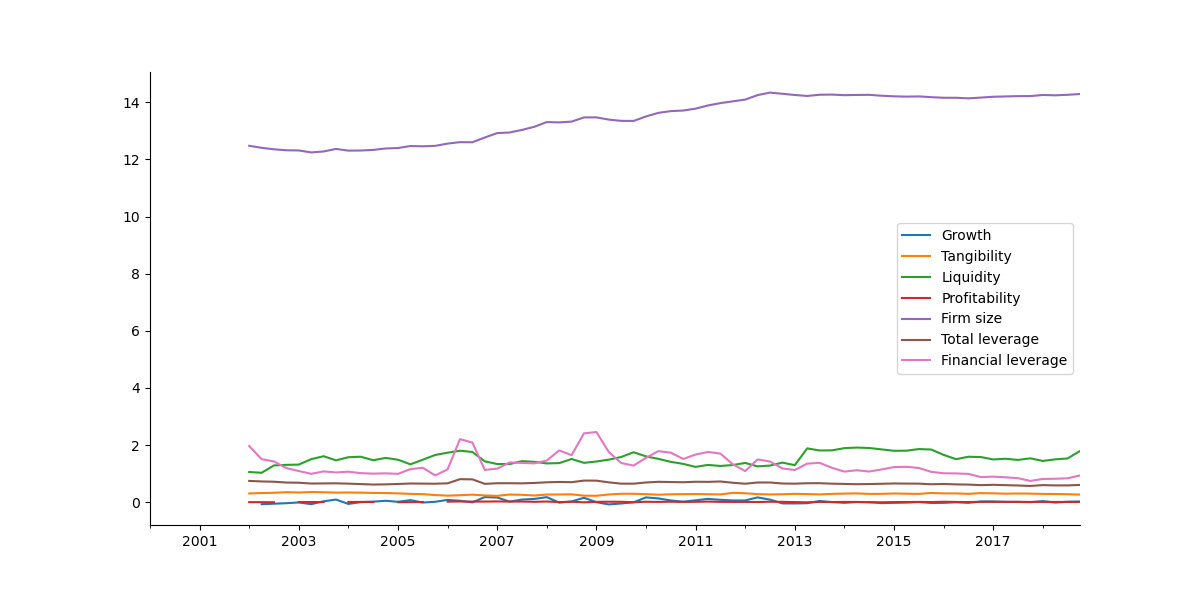 14
12
10
8
6
4
2
0
Growth
Tangibility
Liquidity
Profitability
Firm size
Total leverage
Financial leverage
2001 2003 2005 2007 2009 2011 2013 2015 2017